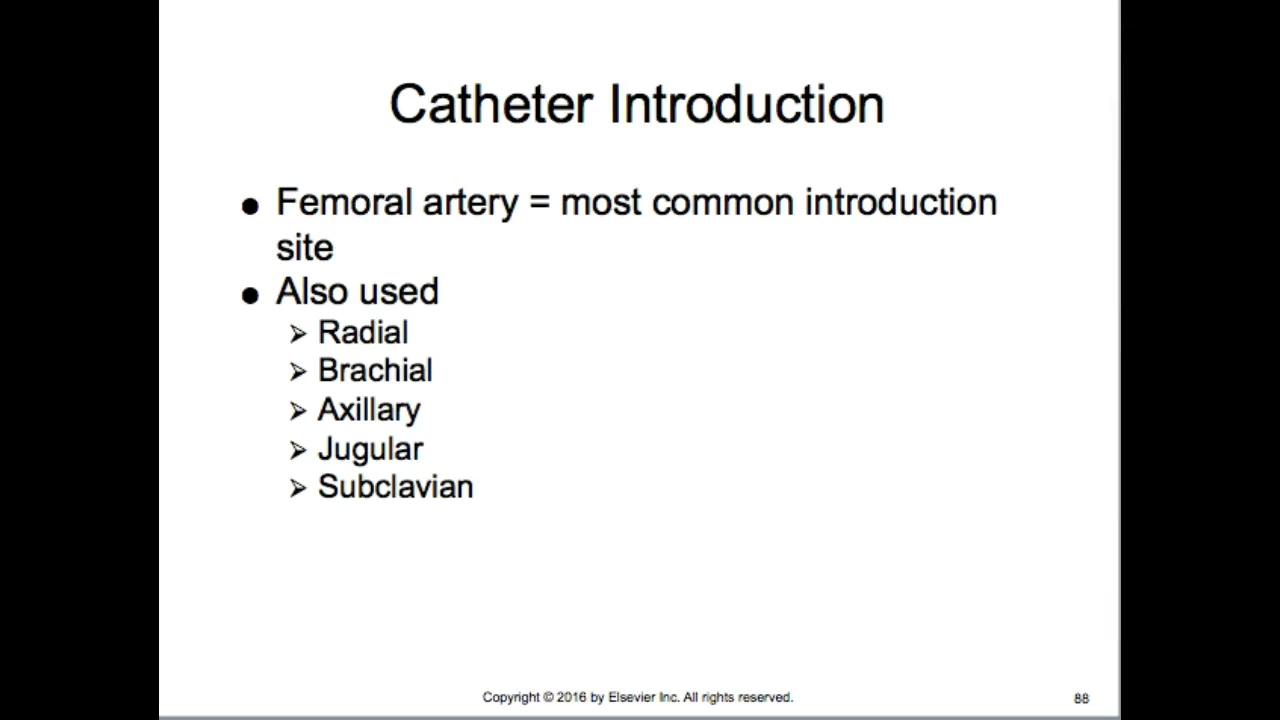 Catheter Introduction
● Femoral artery = most common introduction
site
● Also used
➢ Radial
➢ Brachial
➢ Axillary
➢ Jugular
➢ Subclavian
Copyright © 2016 by Elsevier Inc. All rights reserved.
88